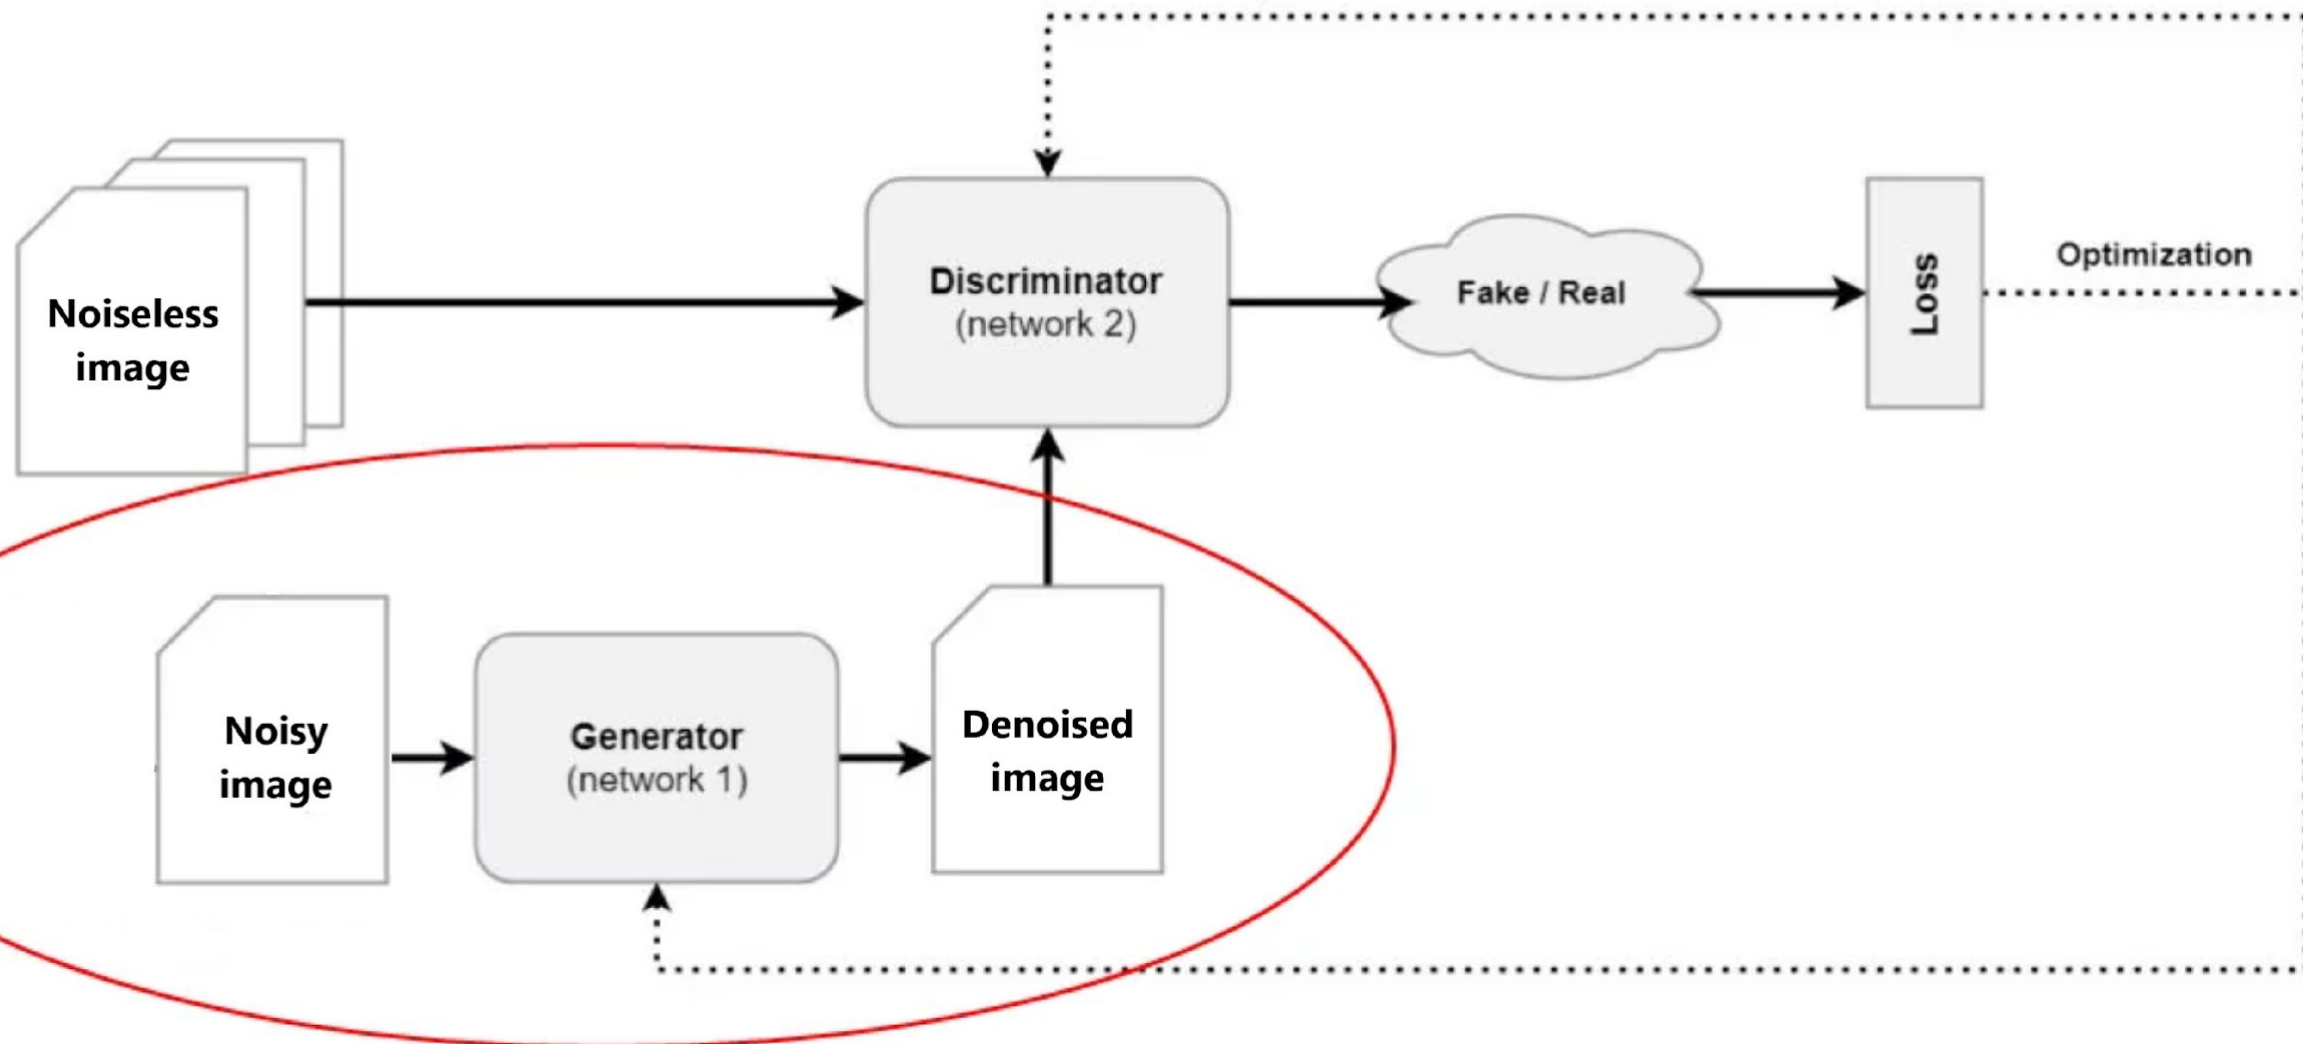 Noiseless
image
Discriminator
(network 2)
Fake / Real
Loss
Optimization
Noisy
image
Generator
(network 1)
Denoised
image